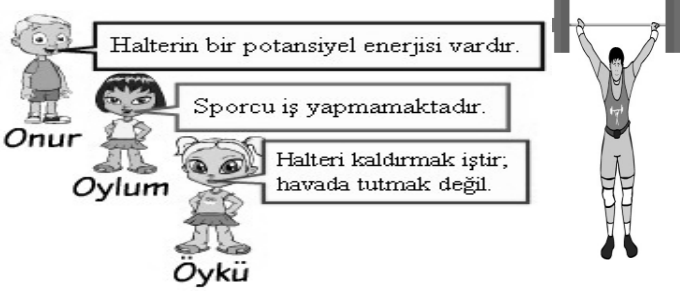 Halterin bir potansiyel enerjisi vardır.
Onur
Sporcu iş yapmamaktadır.
Oylum
Halteri kaldırmak iştir;
havada tutmak değil.
Öykü